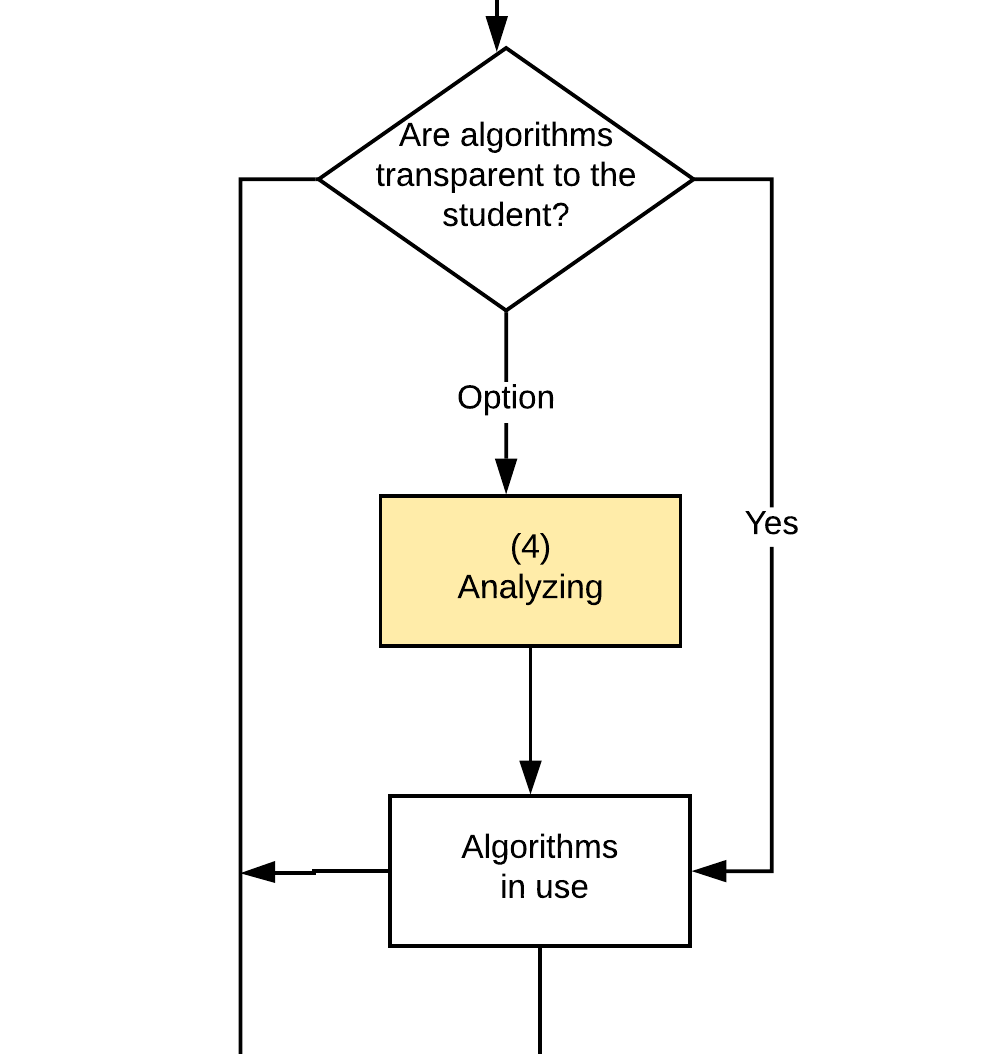 Are algorithms
transparent to the
student?
Option
Yes
(4)
Analyzing
Algorithms
in use